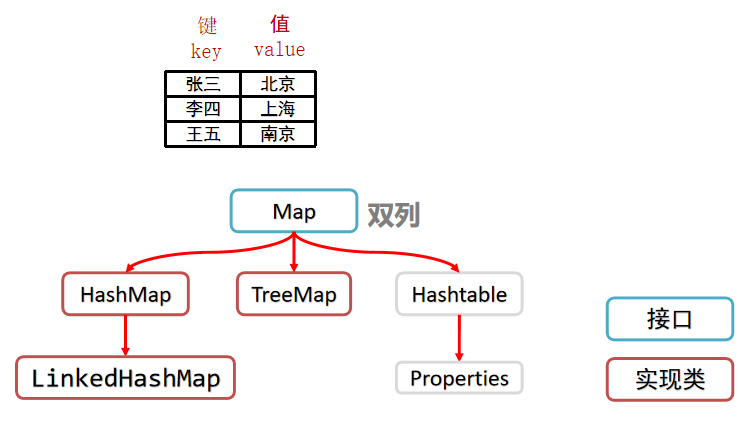 键 值
key value
张三 北京
李四 上海
王五 南京
Map 双列
HashMap TreeMap Hashtable 接口
LinkedHashMap Properties 实现类